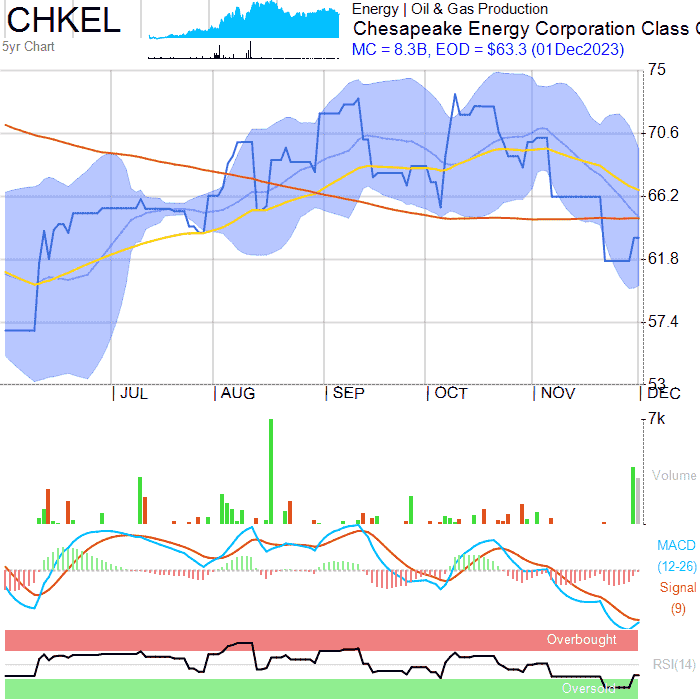 CHKEL
5yr Chart
Energy | Oil & Gas Production
Chesapeake Energy Corporation Class
MC = 8.3B, EOD = $63.3 (01Dec2023)
75
70.6
66.2
61.8
57.4
53
JUL AUG SEP OCT NOV DEC
7k
Volume
MACD
(12-26)
Signal
(9)
Overbought
RSI(14)
Oversold